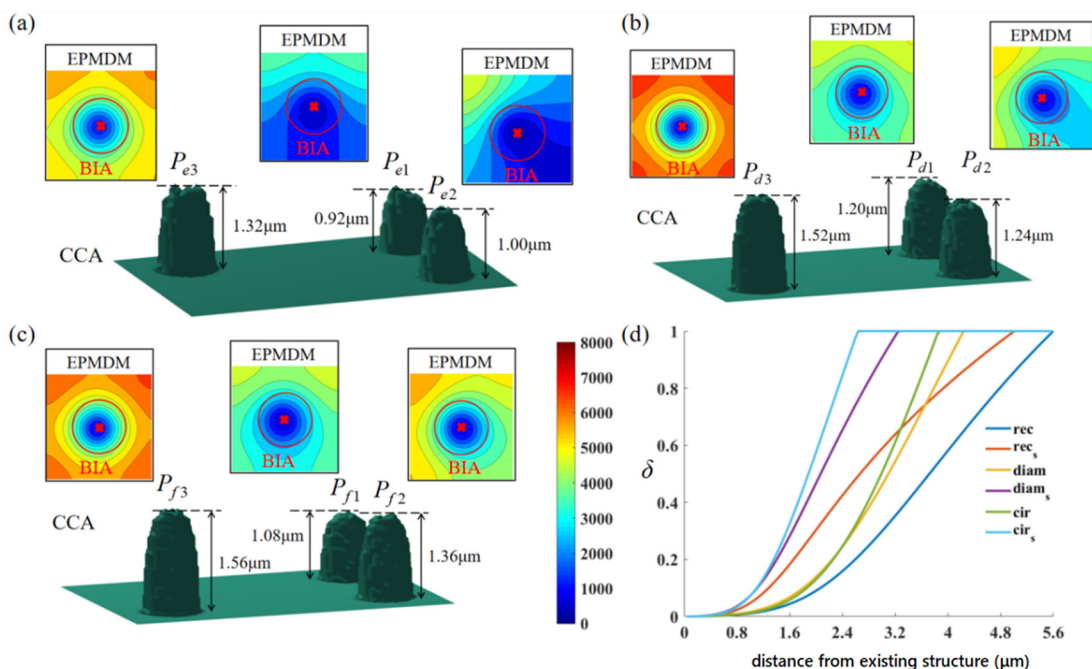 (a)
EPMDM
BIA
EPMDM
BIA
EPMDM
BIA
Pe3
Pe1
Pe2
1.32μm
0.92μm
1.00μm
CCA
(b)
EPMDM
BIA
EPMDM
BIA
EPMDM
BIA
Pd3
Pd1
Pd2
1.52μm
1.20μm
1.24μm
CCA
(c)
EPMDM
BIA
EPMDM
BIA
EPMDM
BIA
Pf3
Pf1
Pf2
1.56μm
1.08μm
1.36μm
CCA
8000
7000
6000
5000
4000
3000
2000
1000
0
(d)
1
0.8
0.6
0.4
0.2
0
δ
rec
recs
diam
diams
cir
cirs
0 0.8 1.6 2.4 3.2 4 4.8 5.6
distance from existing structure (μm)